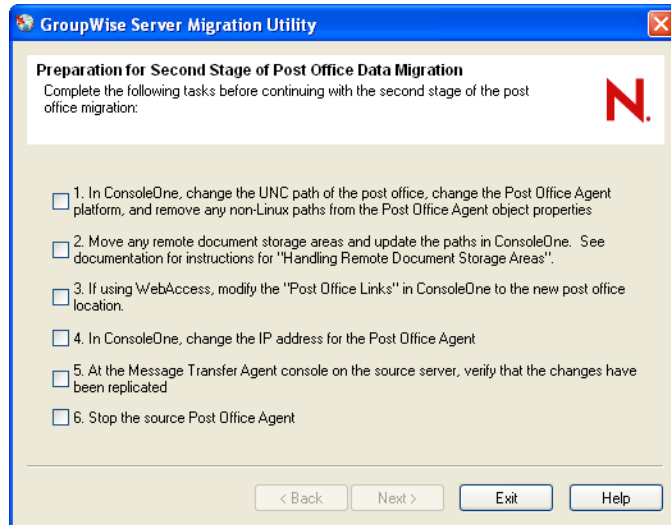 GroupWise Server Migration Utility
Preparation for Second Stage of Post Office Data Migration
Complete the following tasks before continuing with the second stage of the post
office migration:
N.
1. In ConsoleOne, change the UNC path of the post office, change the Post Office Agent
platform, and remove any non-Linux paths from the Post Office Agent object properties
2. Move any remote document storage areas and update the paths in ConsoleOne. See
documentation for instructions for "Handling Remote Document Storage Areas".
3. If using WebAccess, modify the "Post Office Links" in ConsoleOne to the new post office
location.
4. In ConsoleOne, change the IP address for the Post Office Agent
5. At the Message Transfer Agent console on the source server, verify that the changes have
been replicated
6. Stop the source Post Office Agent
< Back Next > Exit Help